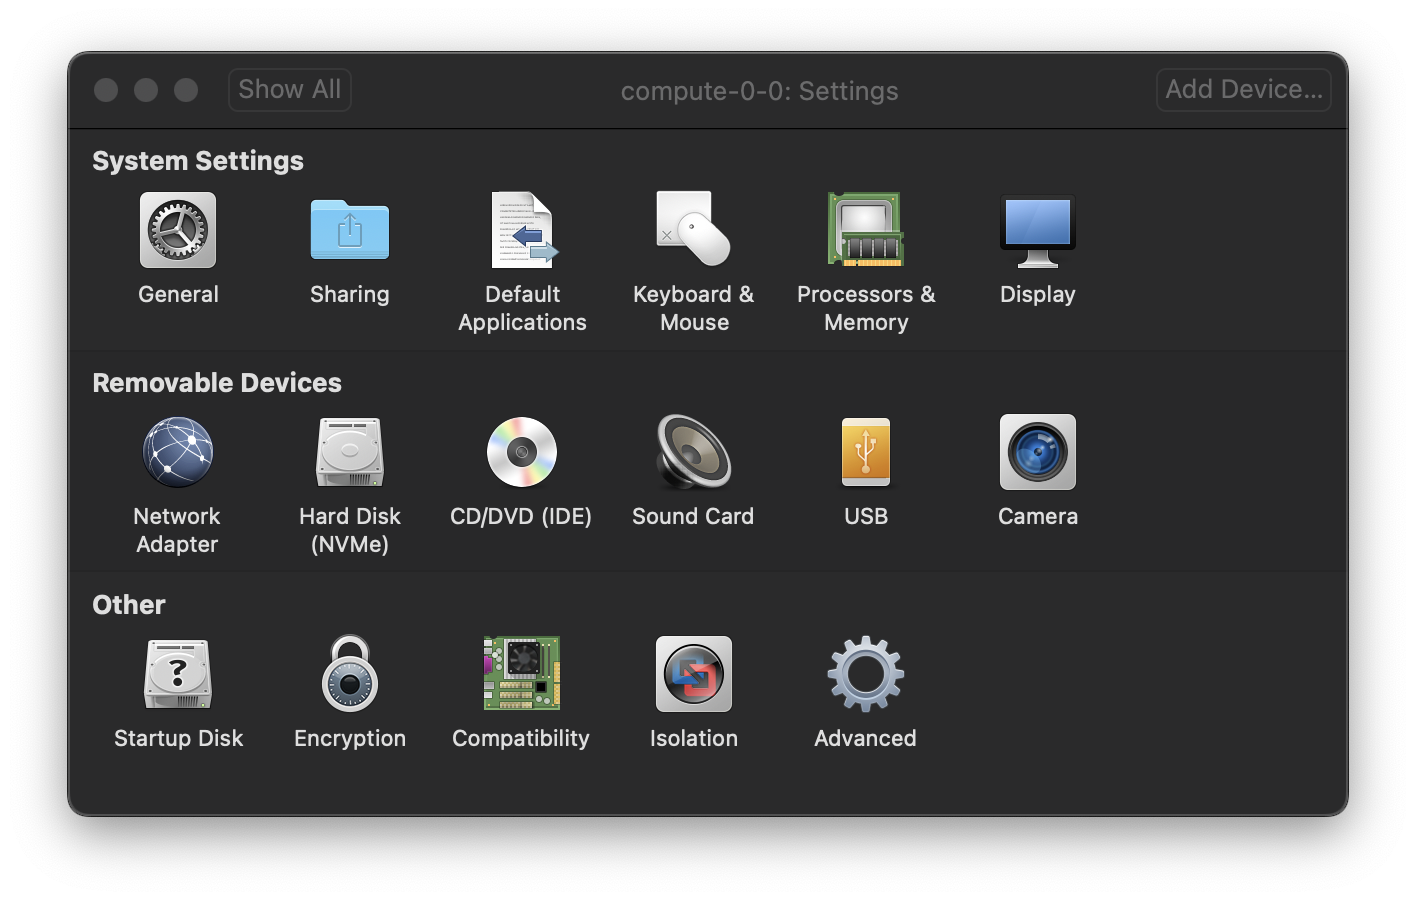 Show All
compute-0-0: Settings
Add Device...
System Settings
General
Sharing
Default
Applications
Keyboard &
Mouse
Processors &
Memory
Display
Removable Devices
Network
Adapter
Hard Disk
(NVMe)
CD/DVD (IDE)
Sound Card
USB
Camera
Other
?
Startup Disk
Encryption
Compatibility
Isolation
Advanced